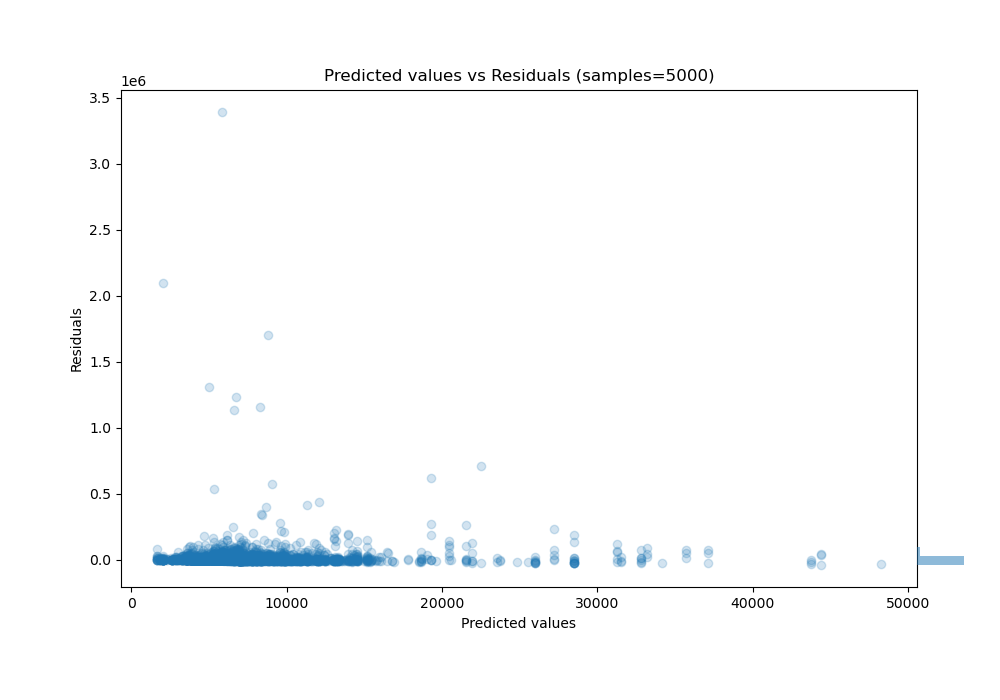 Predicted values vs Residuals (samples=5000)
1e6
3.5
3.0
2.5
2.0
1.5
1.0
0.5
0.0
Residuals
0 10000 20000 30000 40000 50000
Predicted values